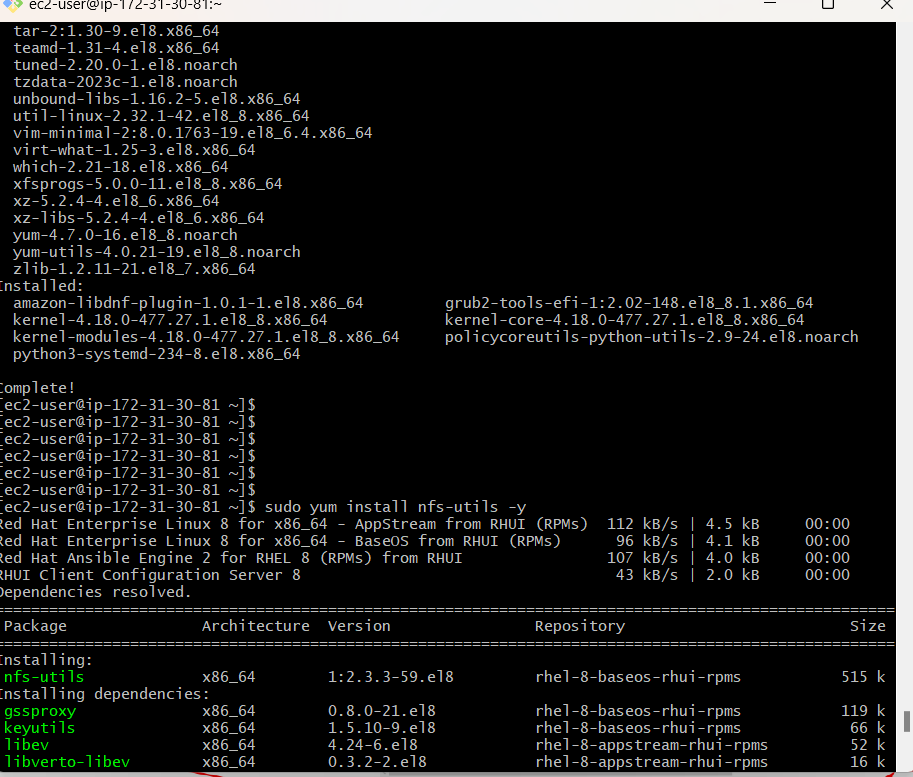 ec2-user@ip-172-31-30-81:~
tar-2:1.30-9.el8.x86_64
teamd-1.31-4.el8.x86_64
tuned-2.20.0-1.el8.noarch
tzdata-2023c-1.el8.noarch
unbound-libs-1.16.2-5.el8.x86_64
util-linux-2.32.1-42.el8_8.x86_64
vim-minimal-2:8.0.1763-19.el8_6.4.x86_64
virt-what-1.25-3.el8.x86_64
which-2.21-18.el8.x86_64
xfsprogs-5.0.0-11.el8_8.x86_64
xz-5.2.4-4.el8_6.x86_64
xz-libs-5.2.4-4.el8_6.x86_64
yum-4.7.0-16.el8_8.noarch
yum-utils-4.0.21-19.el8_8.noarch
zlib-1.2.11-21.el8_7.x86_64
Installed:
amazon-libdnf-plugin-1.0.1-1.el8.x86_64 grub2-tools-efi-1:2.02-148.el8_8.1.x86_64
kernel-4.18.0-477.27.1.el8_8.x86_64 kernel-core-4.18.0-477.27.1.el8_8.x86_64
kernel-modules-4.18.0-477.27.1.el8_8.x86_64 policycoreutils-python-utils-2.9-24.el8.noarch
python3-systemd-234-8.el8.x86_64
Complete!
[ec2-user@ip-172-31-30-81 ~]$
[ec2-user@ip-172-31-30-81 ~]$
[ec2-user@ip-172-31-30-81 ~]$
[ec2-user@ip-172-31-30-81 ~]$
[ec2-user@ip-172-31-30-81 ~]$
[ec2-user@ip-172-31-30-81 ~]$
[ec2-user@ip-172-31-30-81 ~]$ sudo yum install nfs-utils -y
Red Hat Enterprise Linux 8 for x86_64 - AppStream from RHUI (RPMs) 112 kB/s | 4.5 kB 00:00
Red Hat Enterprise Linux 8 for x86_64 - BaseOS from RHUI (RPMs) 96 kB/s | 4.1 kB 00:00
Red Hat Ansible Engine 2 for RHEL 8 (RPMs) from RHUI 107 kB/s | 4.0 kB 00:00
RHUI Client Configuration Server 8 43 kB/s | 2.0 kB 00:00
Dependencies resolved.
Package Architecture Version Repository Size
Installing:
nfs-utils x86_64 1:2.3.3-59.el8 rhel-8-baseos-rhui-rpms 515 k
Installing dependencies:
gssproxy x86_64 0.8.0-21.el8 rhel-8-baseos-rhui-rpms 119 k
keyutils x86_64 1.5.10-9.el8 rhel-8-baseos-rhui-rpms 66 k
libev x86_64 4.24-6.el8 rhel-8-appstream-rhui-rpms 52 k
libverto-libev x86_64 0.3.2-2.el8 rhel-8-appstream-rhui-rpms 16 k